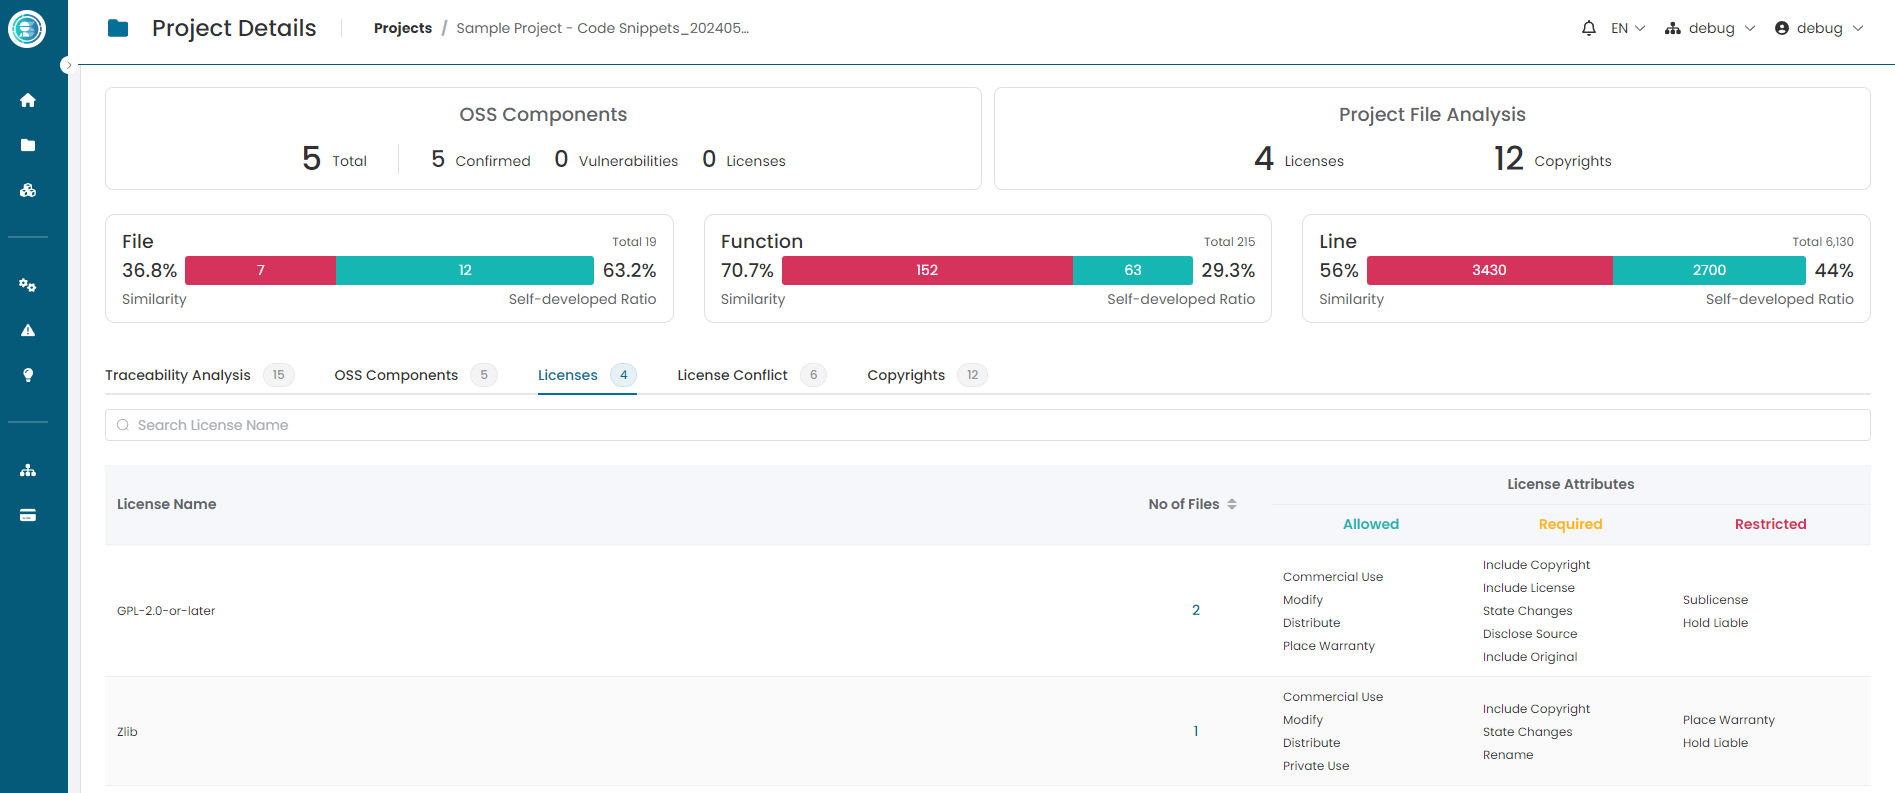 Project Details
Projects / Sample Project - Code Snippets_202405...
EN
debug
debug
OSS Components
5 Total
5 Confirmed
0 Vulnerabilities
0 Licenses
Project File Analysis
4 Licenses
12 Copyrights
File
Total 19
36.8%
7
12
63.2%
Similarity
Self-developed Ratio
Function
Total 215
70.7%
152
63
29.3%
Similarity
Self-developed Ratio
Line
Total 6,130
56%
3430
2700
44%
Similarity
Self-developed Ratio
Traceability Analysis 15
OSS Components 5
Licenses 4
License Conflict 6
Copyrights 12
Search License Name
License Name
No of Files
License Attributes
Allowed
Required
Restricted
GPL-2.0-or-later
2
Commercial Use
Modify
Distribute
Place Warranty
Include Copyright
Include License
State Changes
Disclose Source
Include Original
Sublicense
Hold Liable
Zlib
1
Commercial Use
Modify
Distribute
Private Use
Include Copyright
State Changes
Rename
Place Warranty
Hold Liable